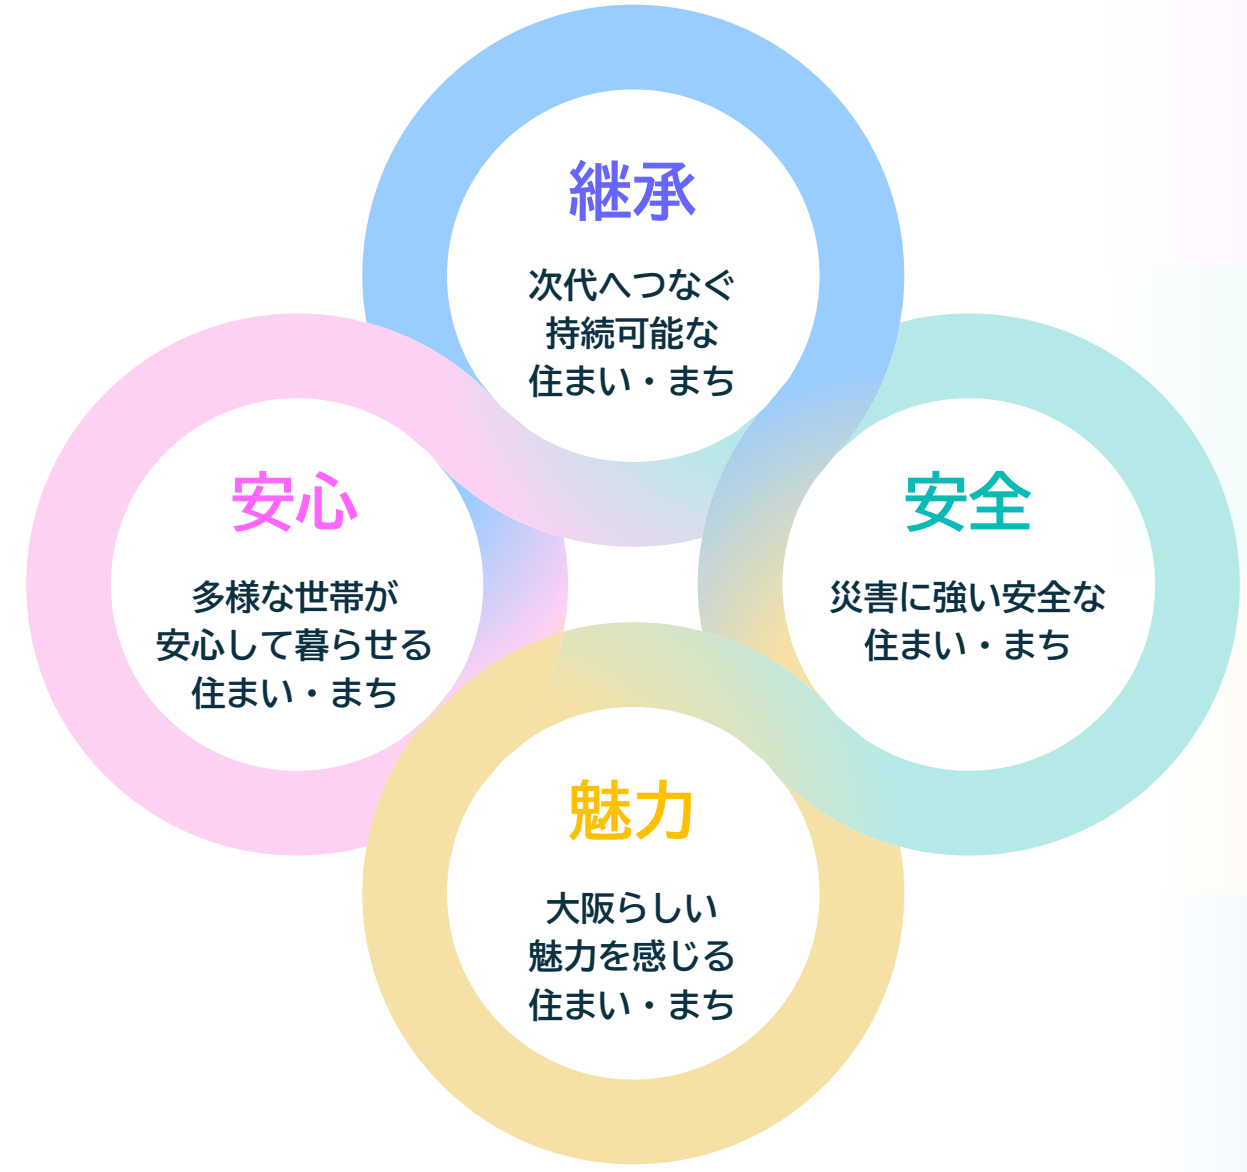 継承
次代へつなぐ
持続可能な
住まい・まち
安心
多様な世帯が
安心して暮らせる
住まい・まち
安全
災害に強い安全な
住まい・まち
魅力
大阪らしい
魅力を感じる
住まい・まち